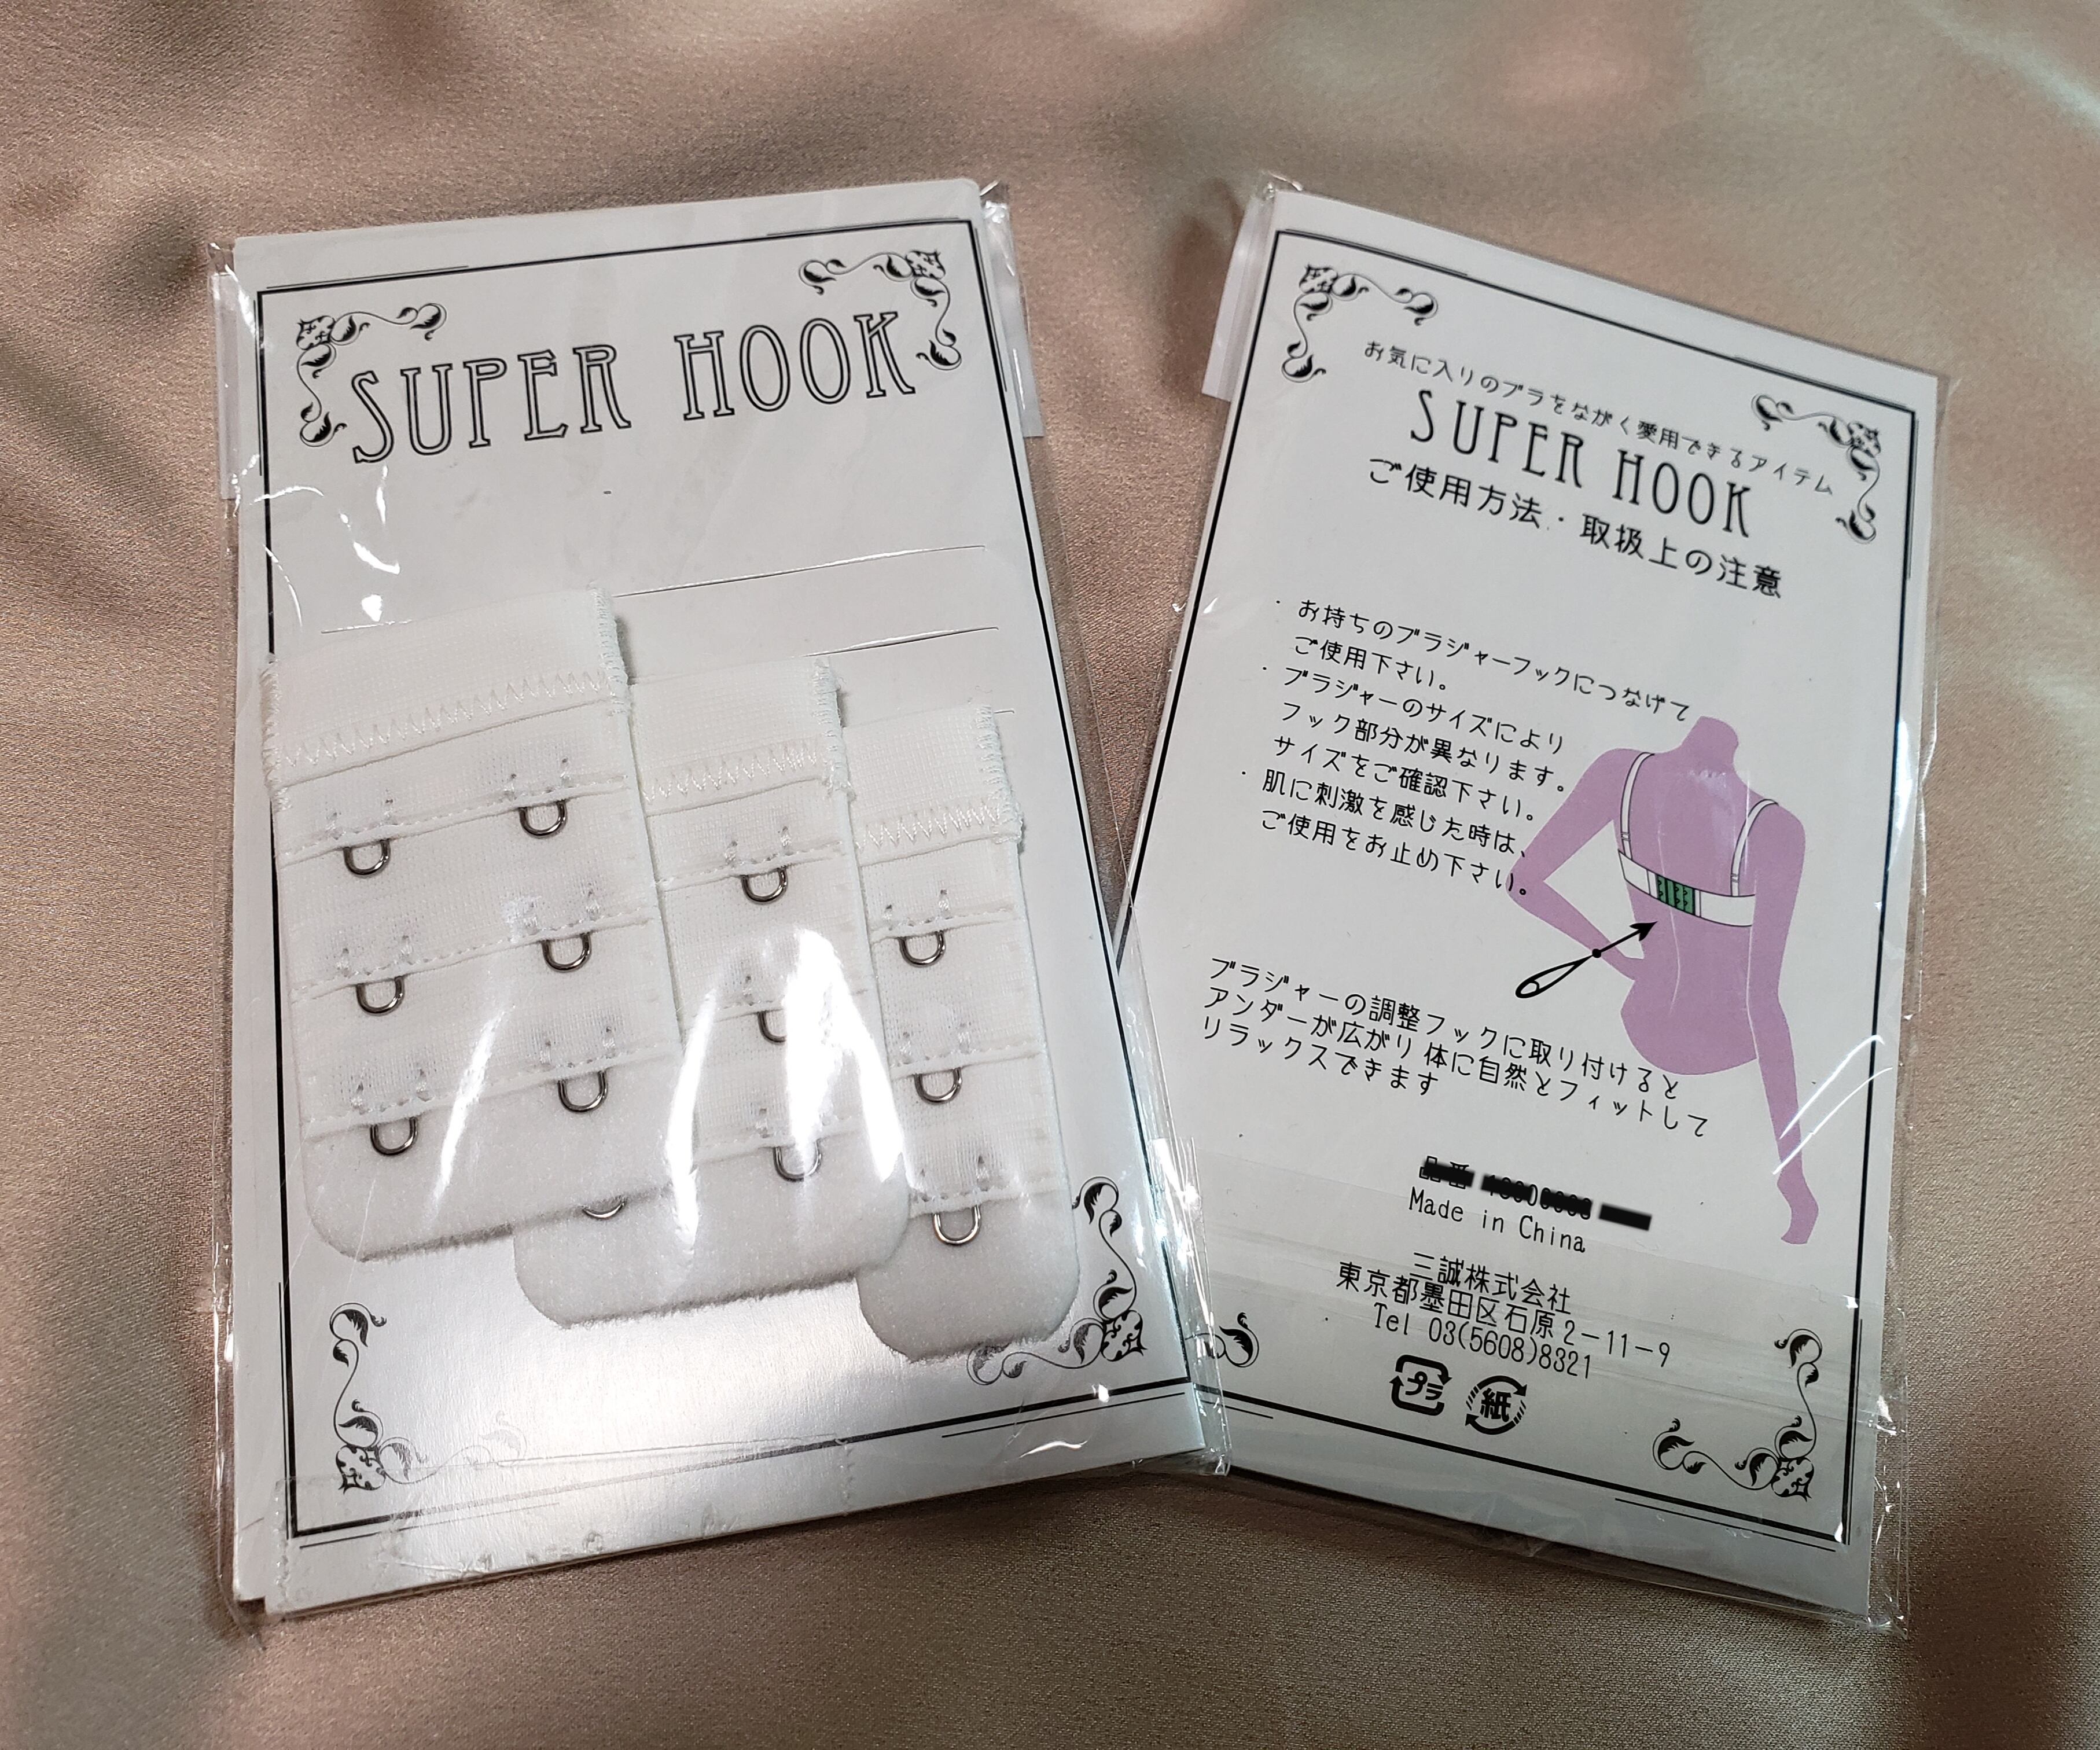 SUPER HOOK
お気に入りのブラをながく愛用できるアイテム
SUPER HOOK
ご使用方法・取扱上の注意
・お持ちのブラジャーフックにつなげて
ご使用下さい。
・ブラジャーのサイズにより
フック部分が異なります。
サイズをご確認下さい。
・肌に刺激を感じた時は、
ご使用をお止め下さい。
ブラジャーの調整フックに取り付けると
アンダーが広がり 体に自然とフィットして
リラックスできます
Made in China
三誠株式会社
東京都墨田区石原2-11-9
Tel 03(5608)8321
プラ
紙